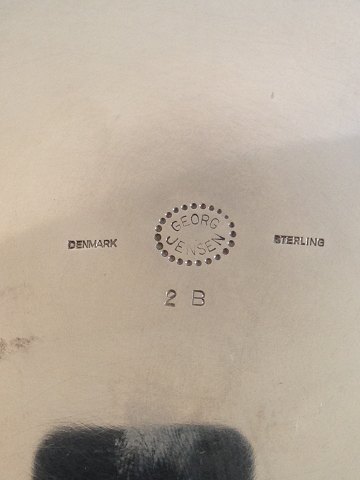 GEORG
JENSEN
DENMARK STERLING
2 B